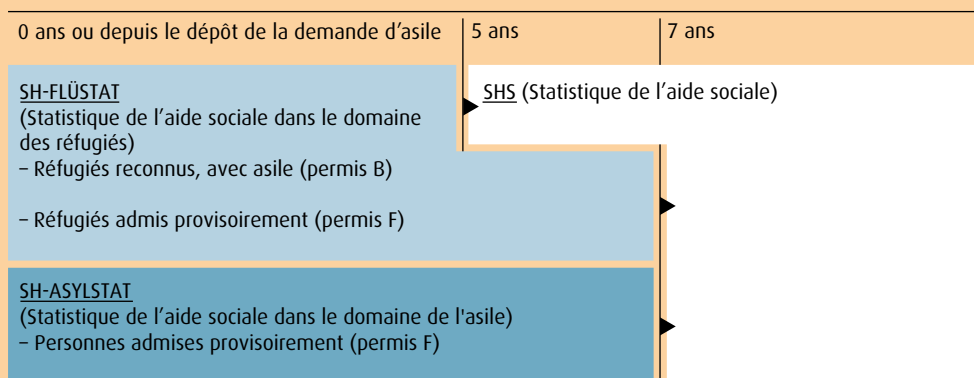 0 ans ou depuis le dépôt de la demande d’asile
5 ans
7 ans
SH-FLÜSTAT
(Statistique de l’aide sociale dans le domaine
des réfugiés)
– Réfugiés reconnus, avec asile (permis B)
– Réfugiés admis provisoirement (permis F)
SHS (Statistique de l’aide sociale)
SH-ASYLSTAT
(Statistique de l’aide sociale dans le domaine de l'asile)
– Personnes admises provisoirement (permis F)